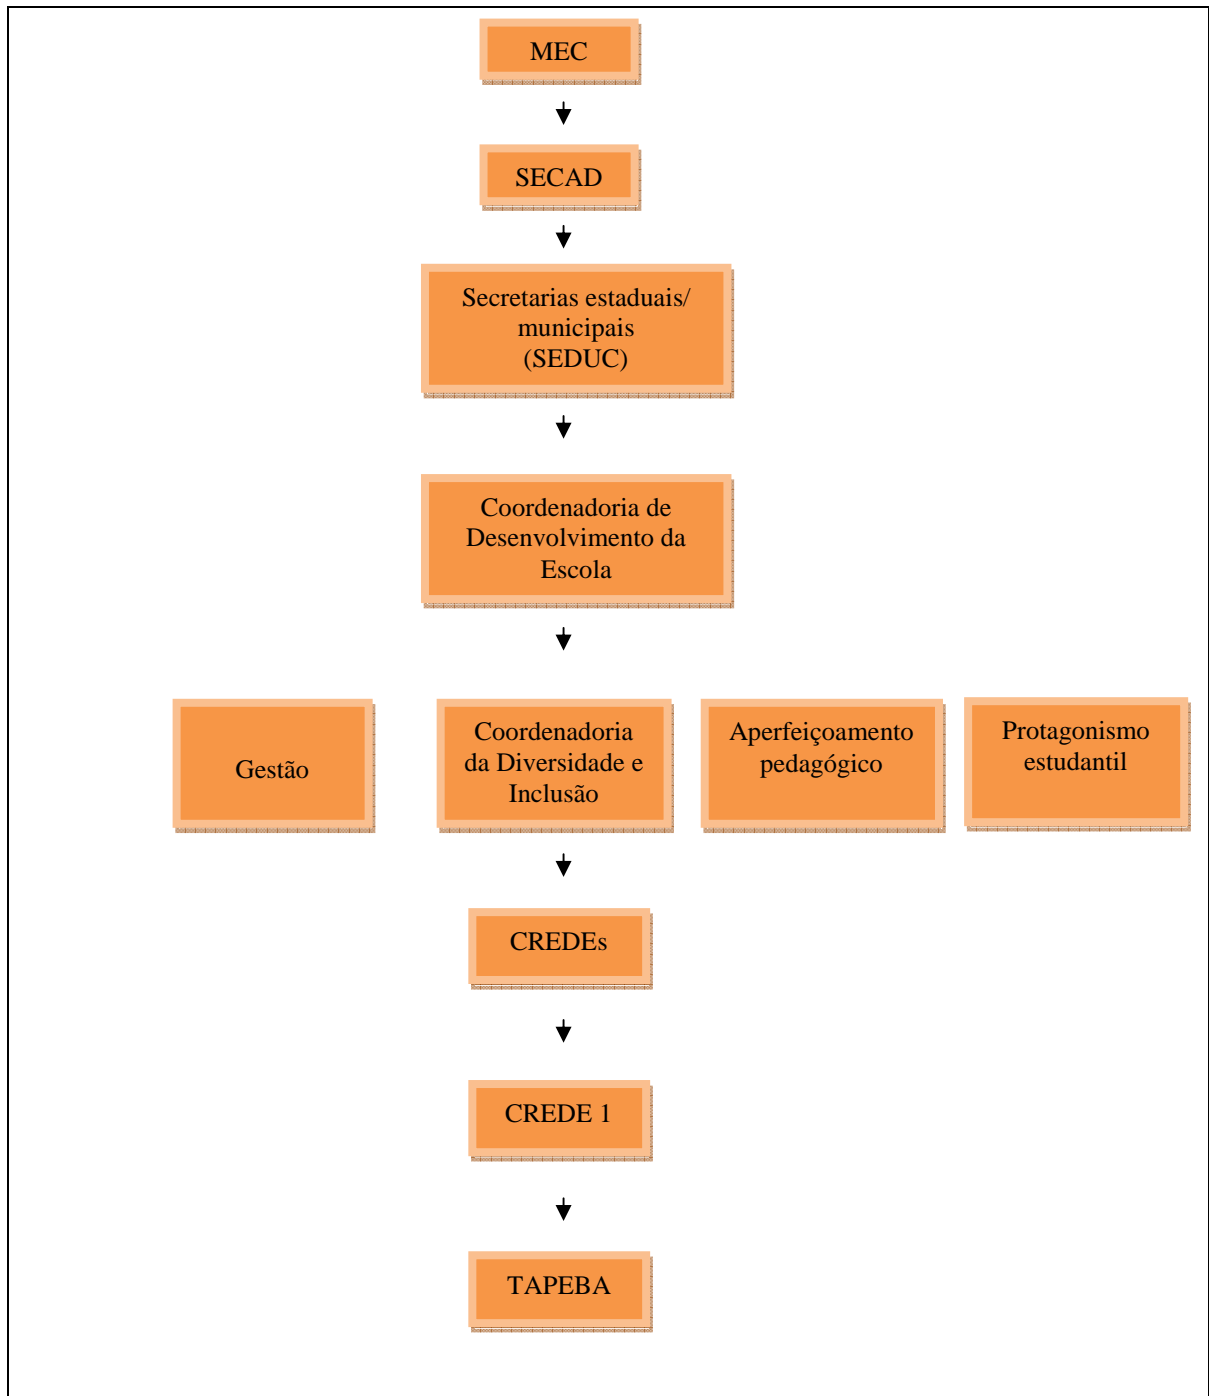 MEC
SECAD
Secretarias estaduais/
municipais
(SEDUC)
Coordenadoria de
Desenvolvimento da
Escola
Gestão
Coordenadoria
da Diversidade e
Inclusão
Aperfeiçoamento
pedagógico
Protagonismo
estudantil
CREDEs
CREDE 1
TAPEBA